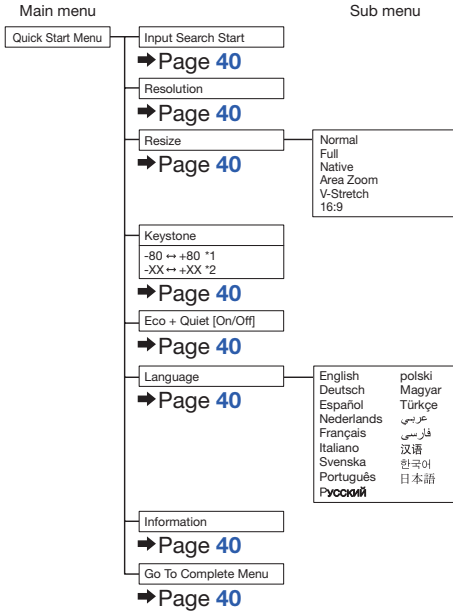 Main menu
Sub menu
Quick Start Menu
Input Search Start
➡Page 40
Resolution
➡Page 40
Resize
➡Page 40
Normal
Full
Native
Area Zoom
V-Stretch
16:9
Keystone
-80 ↔ +80 *1
-XX ↔ +XX *2
➡Page 40
Eco + Quiet [On/Off]
➡Page 40
Language
➡Page 40
English polski
Deutsch Magyar
Español Türkçe
Nederlands عربي
Français فارسی
Italiano 汉语
Svenska 한국어
Português 日本語
Русский
Information
➡Page 40
Go To Complete Menu
➡Page 40